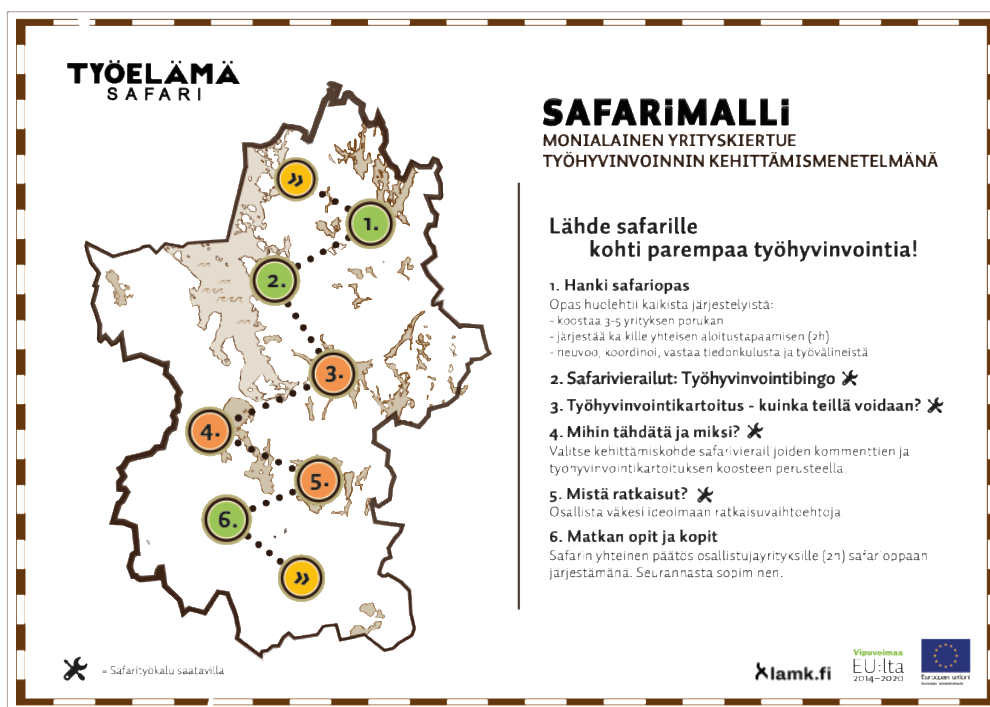 TYÖELÄMÄ
SAFARI
SAFARiMALLi
MONIALAINEN YRITYSKIERTUE
TYÖHYVINVOINNIN KEHITTÄMISMENETELMÄNÄ
Lähde safarille
kohti parempaa työhyvinvointia!
1. Hanki safariopas
Opas huolehtii kaikista järjestelyistä:
- koostaa 3-5 yrityksen porukan
- järjestää ka kille yhteisen aloitustapaamisen (2h)
- neuvoo, koordinoi, vastaa tiedonkulusta ja työvälineistä
2. Safarivierailut: Työhyvinvointibingo
3. Työhyvinvointikartoitus - kuinka teillä voidaan?
4. Mihin tähdätä ja miksi?
Valitse kehittämiskohde safarivierail joiden kommenttien ja
työhyvinvointikartoituksen koosteen perusteella.
5. Mistä ratkaisut?
Osallista väkesi ideoimaan ratkaisuvaihtoehtoja
6. Matkan opit ja kopit
Safarin yhteinen päätös osallistujayrityksille (2h) safarioppaan
järjestämänä. Seurannasta sopiminen.
»
1.
2.
3.
4.
5.
6.
»
= Safarityökalu saatavilla
lamk.fi
Vipuvoimaa
EU:lta
2014–2020
Euroopan unioni